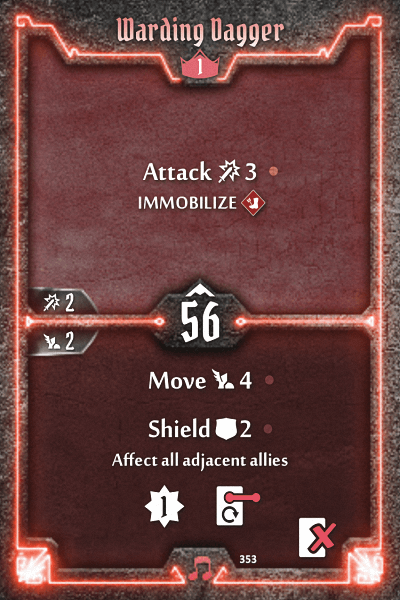 Warding Dagger
1
Attack 3
IMMOBILIZE
2
56
2
Move 4
Shield 2
Affect all adjacent allies
1
353